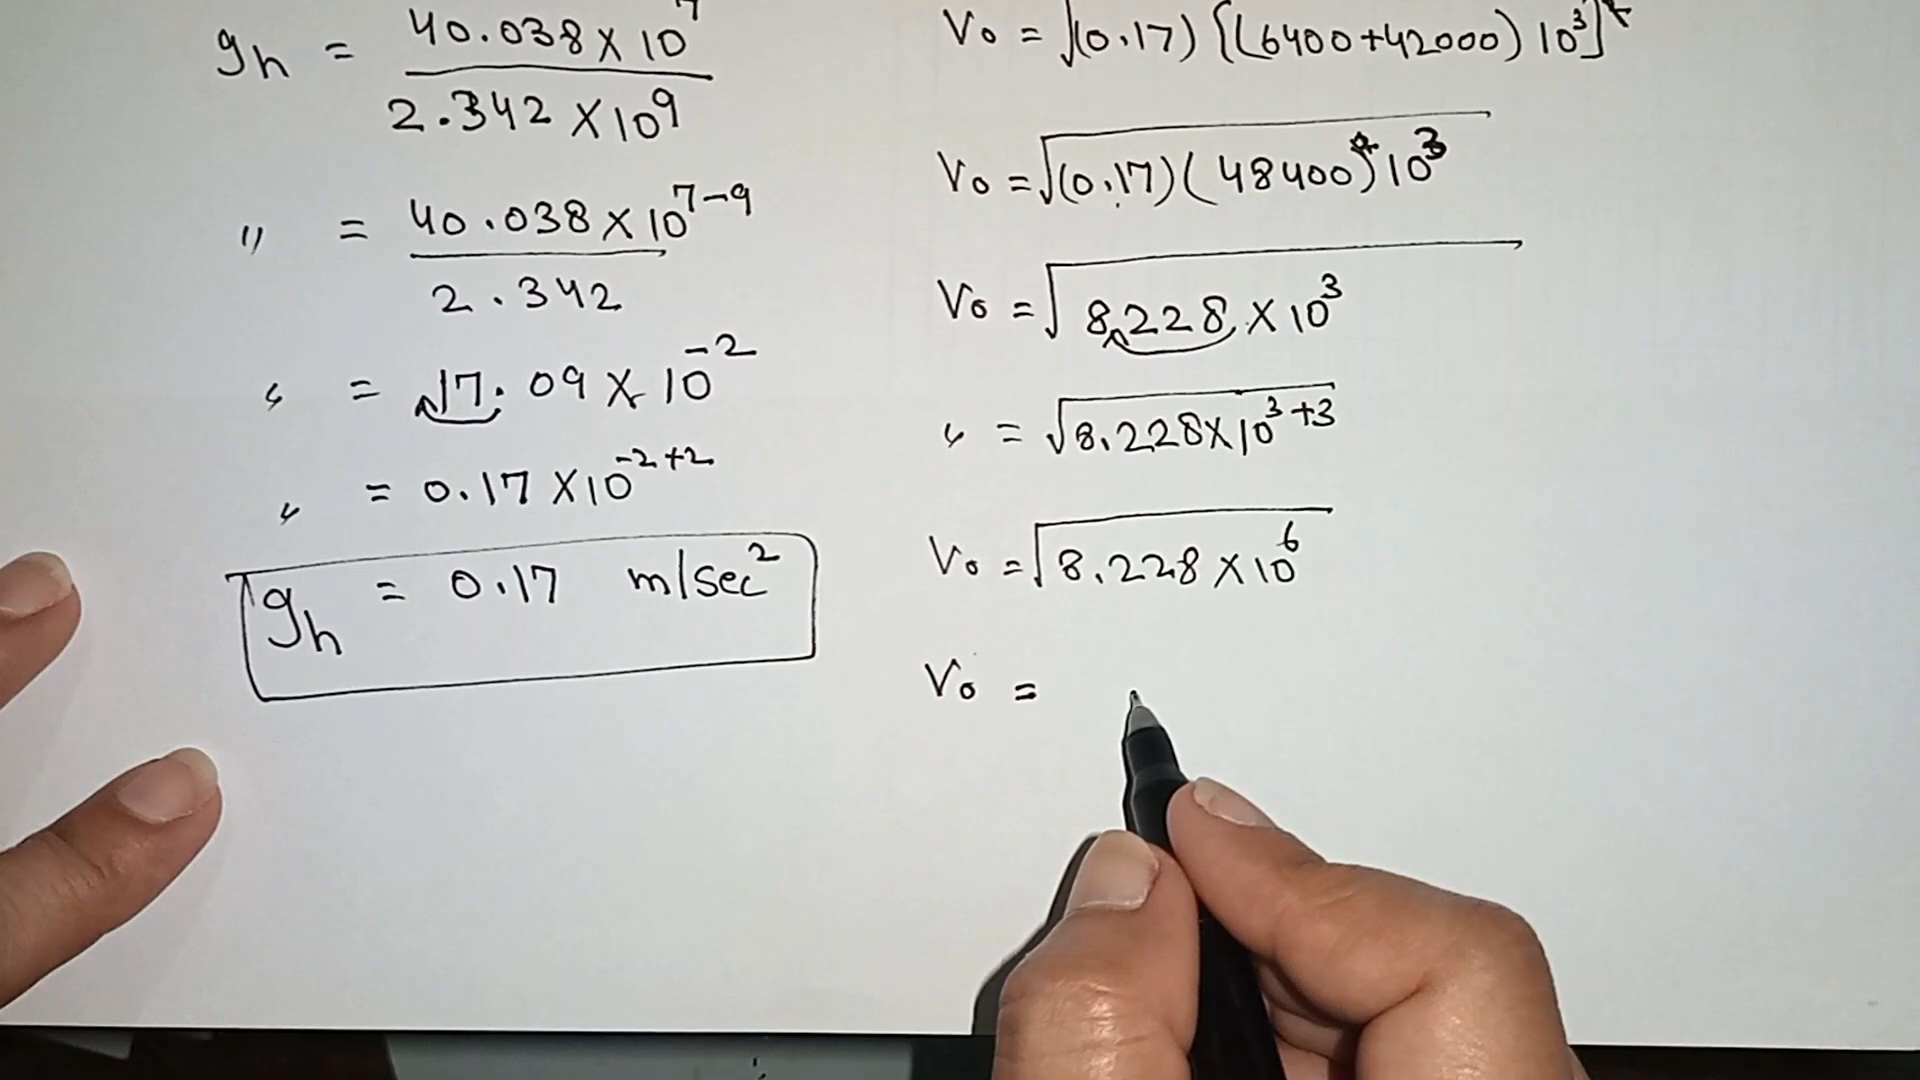 gh = 40.038 × 10^7 / 2.342 × 10^9
" = 40.038 × 10^7-9 / 2.342
" = 17.09 × 10^-2
" = 0.17 × 10^-2+2
gh = 0.17 m/sec^2
Vo = √(0.17) [(6400+42000) 10^3]
Vo = √(0.17) (48400) 10^3
Vo = √8228 × 10^3
" = √8.228 × 10^3+3
Vo = √8.228 × 10^6
Vo =